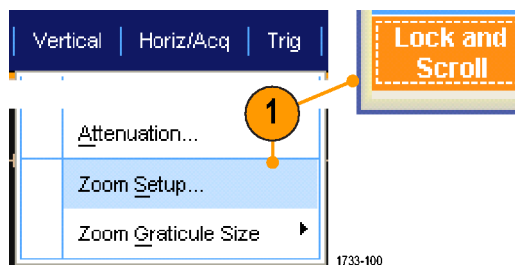 Vertical | Horiz/Acq | Trig |
Lock and
Scroll
1
Attenuation...
Zoom Setup...
Zoom Graticule Size
1733-100